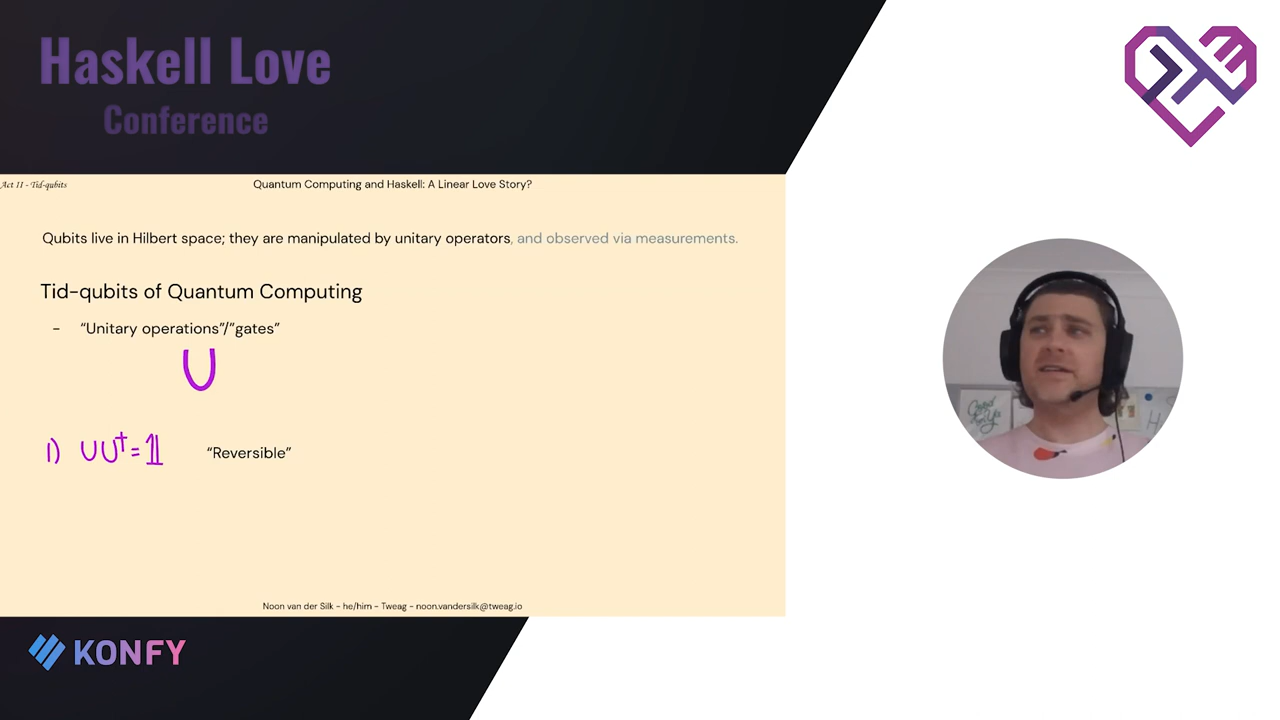 Haskell Love
Conference
Act II - Tid-qubits
Quantum Computing and Haskell: A Linear Love Story?
Qubits live in Hilbert space; they are manipulated by unitary operators, and observed via measurements.
Tid-qubits of Quantum Computing
- “Unitary operations”/“gates”
U
1) UU† = 𝟙 “Reversible”
Noon van der Silk - he/him - Tweag - noon.vandersilk@tweag.io
KONFY